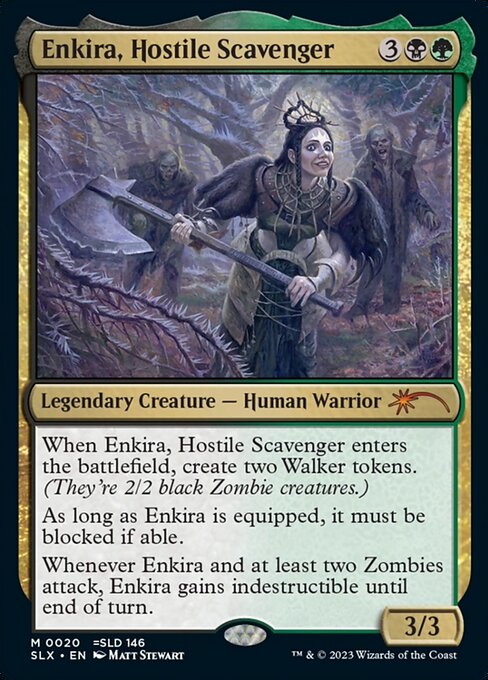 Enkira, Hostile Scavenger 3
Legendary Creature — Human Warrior
When Enkira, Hostile Scavenger enters
the battlefield, create two Walker tokens.
(They're 2/2 black Zombie creatures.)
As long as Enkira is equipped, it must be
blocked if able.
Whenever Enkira and at least two Zombies
attack, Enkira gains indestructible until
end of turn.
3/3
M 0020 =SLD 146
SLX • EN Matt Stewart
™ & © 2023 Wizards of the Coast